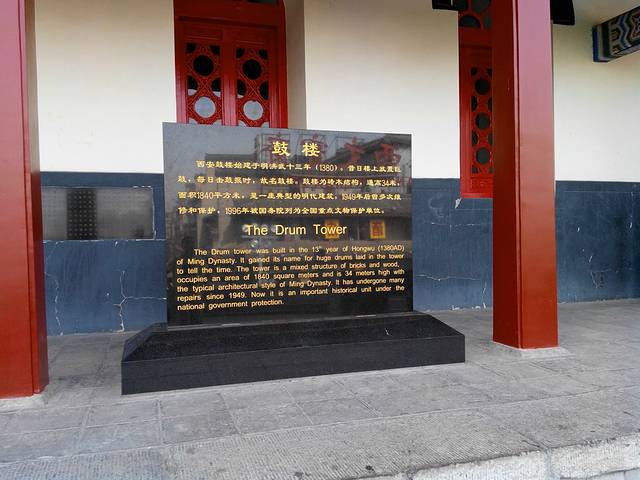 鼓楼
西安鼓楼始建于明洪武十三年（1380），昔日楼上放置巨
鼓，每日击鼓报时，故名鼓楼。鼓楼为砖木结构，通高34米，
面积1840平方米，是一座典型的明代建筑，1949年后曾多次维
修和保护，1996年被国务院列为全国重点文物保护单位。
The Drum Tower
The Drum tower was built in the 13th year of Hongwu (1380AD)
of Ming Dynasty. It gained its name for huge drums laid in the tower
to tell the time. The tower is a mixed structure of bricks and wood,
occupies an area of 1840 square meters and is 34 meters high with
the typical architectural style of Ming Dynasty. It has undergone many
repairs since 1949. Now it is an important historical unit under the
national government protection.